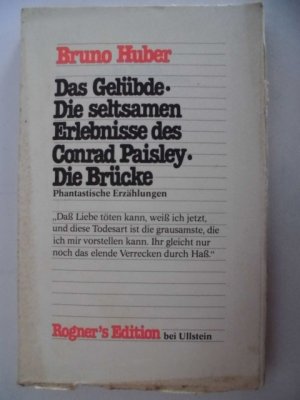 Bruno Huber
Das Gelübde·
Die seltsamen
Erlebnisse des
Conrad Paisley·
Die Brücke
Phantastische Erzählungen
„Daß Liebe töten kann, weiß ich jetzt,
und diese Todesart ist die grausamste, die
ich mir vorstellen kann. Ihr gleicht nur
noch das elende Verrecken durch Haß.“
Rogner's Edition bei Ullstein